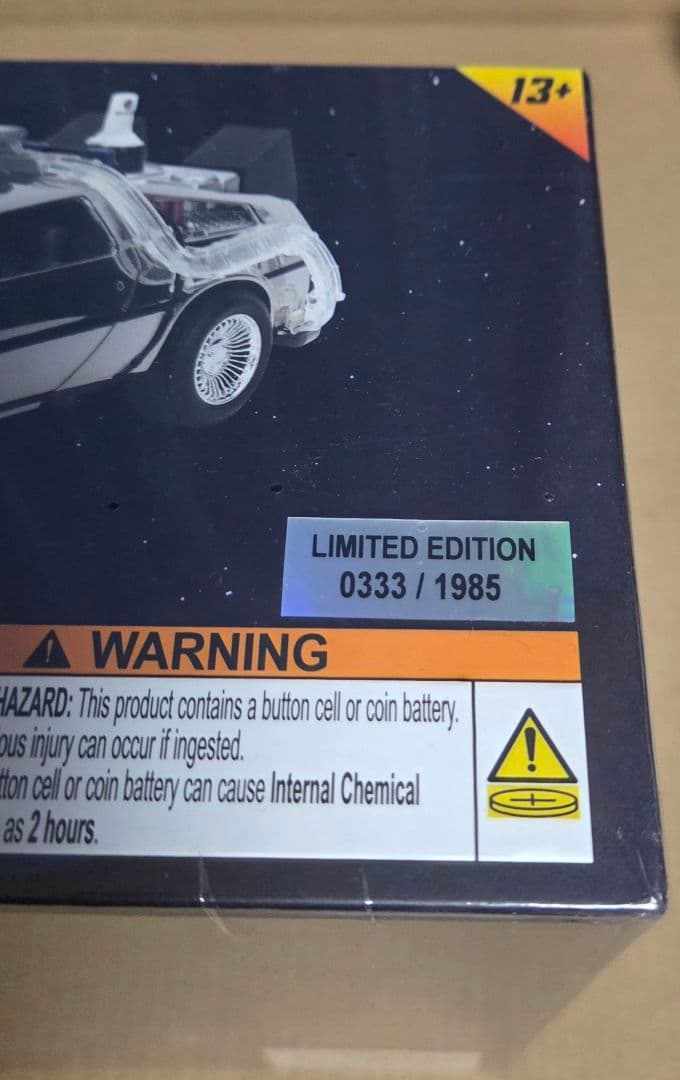 13+
LIMITED EDITION
0333 / 1985
WARNING
HAZARD: This product contains a button cell or coin battery.
ous injury can occur if ingested.
tton cell or coin battery can cause Internal Chemical
as 2 hours.